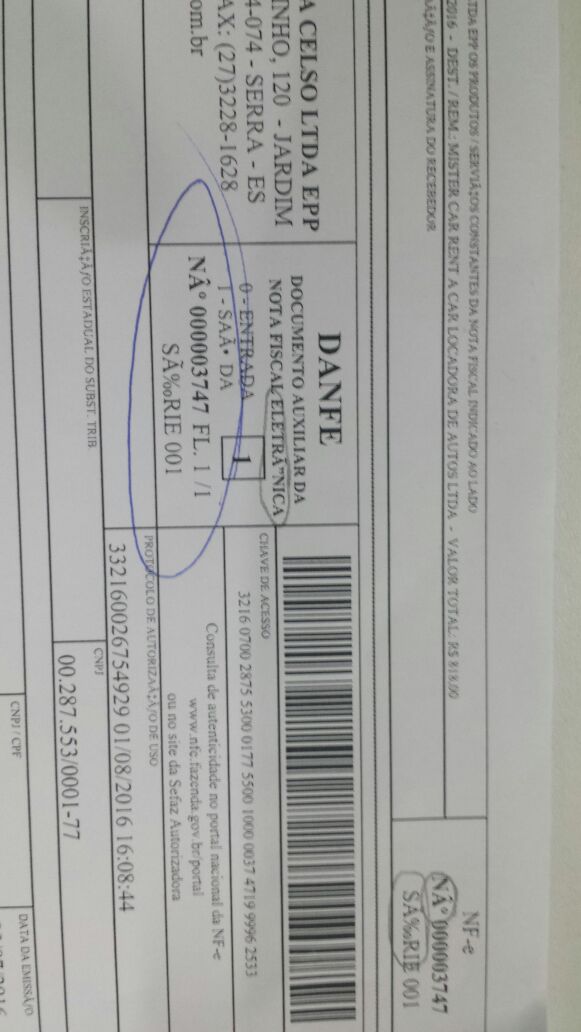 LTDA EPP OS PRODUTOS / SERVIÃ‡OS CONSTANTES DA NOTA FISCAL INDICADO AO LADO
2016 - DEST. / REM.: MISTER CAR RENT A CAR LOCADORA DE AUTOS LTDA - VALOR TOTAL: R$ 818,00
E ASSINATURA DO RECEBEDOR
NF-e
NÂº 000003747
SÃ‰RIE 001
A CELSO LTDA EPP
INHO, 120 - JARDIM
4-074 - SERRA - ES
FAX: (27)3228-1628
om.br
DANFE
DOCUMENTO AUXILIAR DA
NOTA FISCAL ELETRÃ”NICA
0 - ENTRADA
1 - SAÃ• DA
1
NÂº 000003747 FL. 1 /1
SÃ‰RIE 001
CHAVE DE ACESSO
3216 0700 2875 5300 0177 5500 1000 0037 4719 9996 2533
Consulta de autenticidade no portal nacional da NF-e
www.nfe.fazenda.gov.br/portal
ou no site da Sefaz Autorizadora
PROTOCOLO DE AUTORIZAÃ‡ÃƒO DE USO
332160026754929 01/08/2016 16:08:44
INSCRIÃ‡ÃƒO ESTADUAL DO SUBST. TRIB.
CNPJ
00.287.553/0001-77
CNPJ / CPF
DATA DA EMISSÃƒO